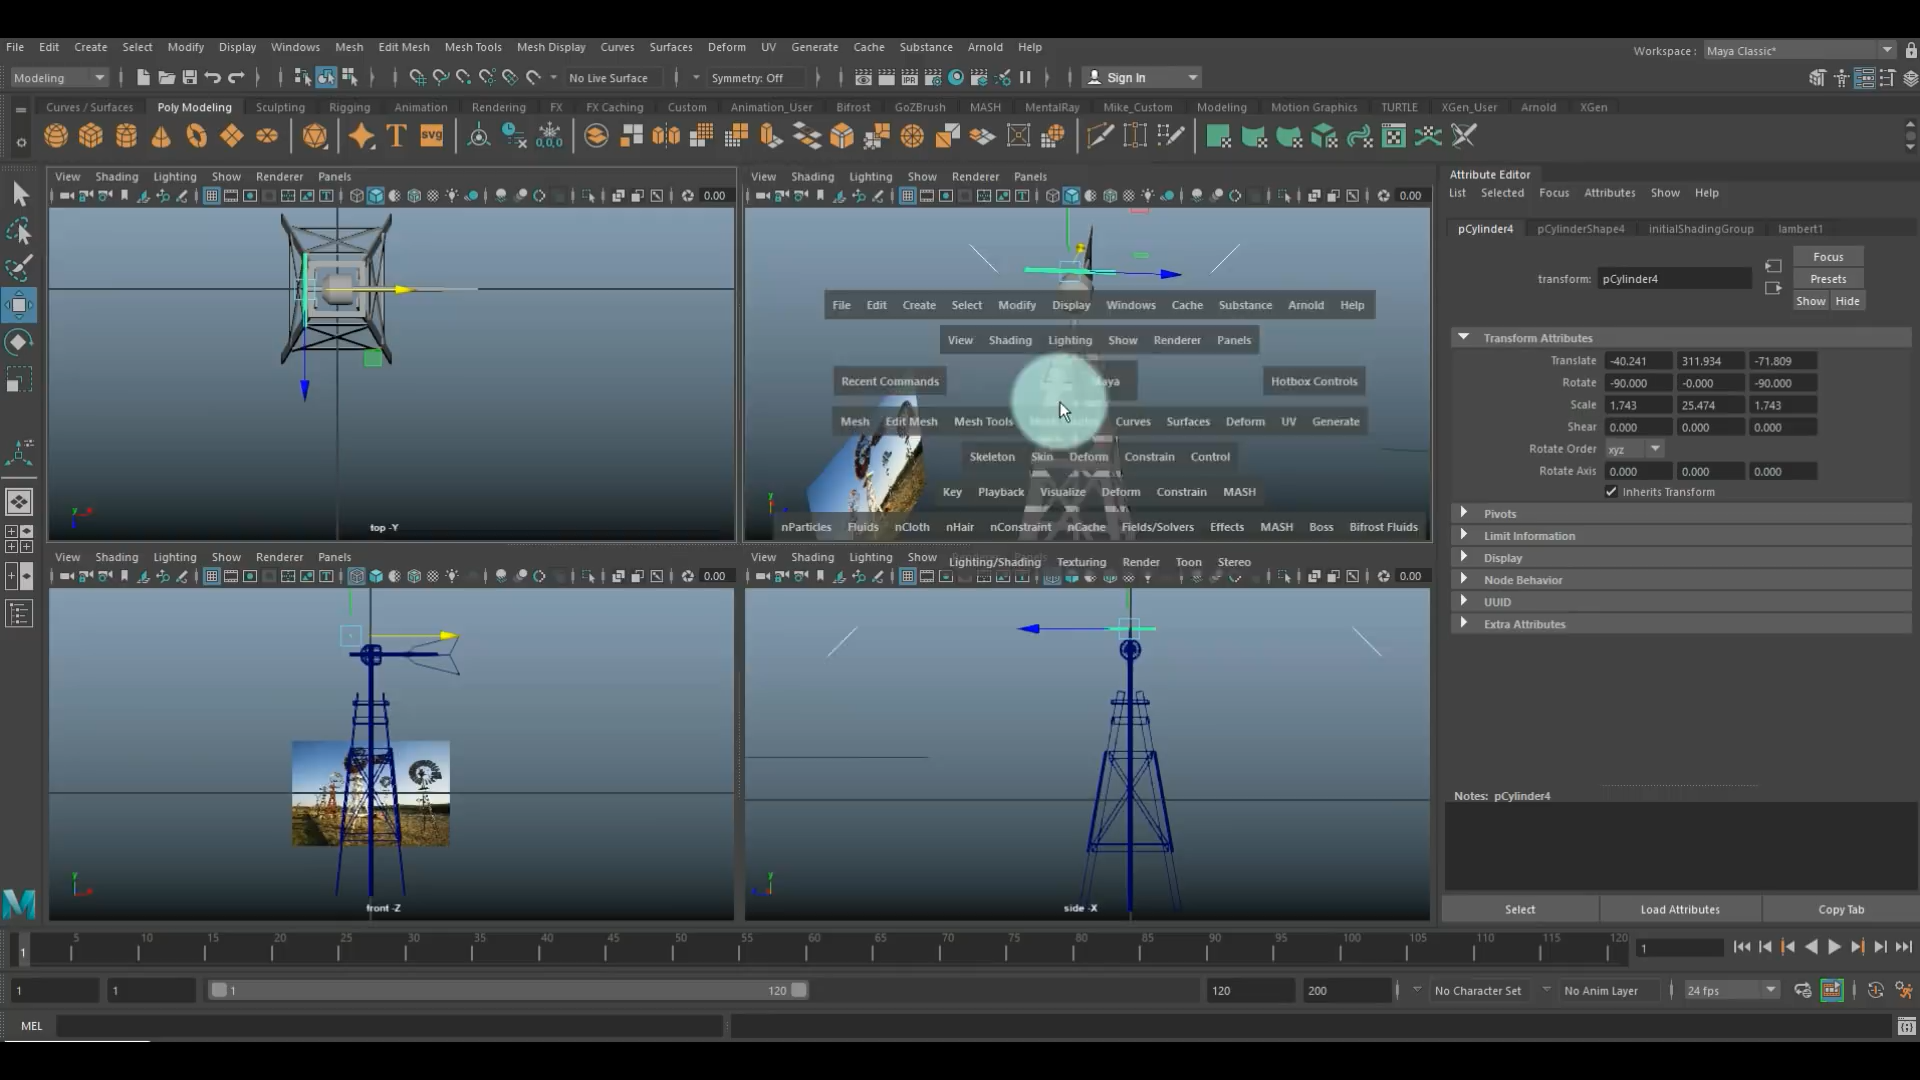 File Edit Create Select Modify Display Windows Mesh Edit Mesh Mesh Tools Mesh Display Curves Surfaces Deform UV Generate Cache Substance Arnold Help
Workspace : Maya Classic*
Modeling No Live Surface Symmetry: Off Sign In
Curves / Surfaces Poly Modeling Sculpting Rigging Animation Rendering FX FX Caching Custom Animation_User Bifrost GoZBrush MASH MentalRay Mike_Custom Modeling Motion Graphics TURTLE XGen_User Arnold XGen
T svg 0,0,0
View Shading Lighting Show Renderer Panels
0.00
top -Y
View Shading Lighting Show Renderer Panels
0.00
File Edit Create Select Modify Display Windows Cache Substance Arnold Help
View Shading Lighting Show Renderer Panels
Recent Commands Hotbox Controls
Mesh Edit Mesh Mesh Tools Curves Surfaces Deform UV Generate
Skeleton Skin Deform Constrain Control
Key Playback Visualize Deform Constrain MASH
nParticles Fluids nCloth nHair nConstraint nCache Fields/Solvers Effects MASH Boss Bifrost Fluids
Lighting/Shading Texturing Render Toon Stereo
View Shading Lighting Show Renderer Panels
0.00
front -Z
View Shading Lighting Show
0.00
side -X
Attribute Editor
List Selected Focus Attributes Show Help
pCylinder4 pCylinderShape4 initialShadingGroup lambert1
transform: pCylinder4
Focus
Presets
Show Hide
Transform Attributes
Translate -40.241 311.934 -71.809
Rotate -90.000 -0.000 -90.000
Scale 1.743 25.474 1.743
Shear 0.000 0.000 0.000
Rotate Order xyz
Rotate Axis 0.000 0.000 0.000
Inherits Transform
Pivots
Limit Information
Display
Node Behavior
UUID
Extra Attributes
Notes: pCylinder4
Select Load Attributes Copy Tab
1 5 10 15 20 25 30 35 40 45 50 55 60 65 70 75 80 85 90 95 100 105 110 115 120
1
1 1 1 120 120 200 No Character Set No Anim Layer 24 fps
MEL